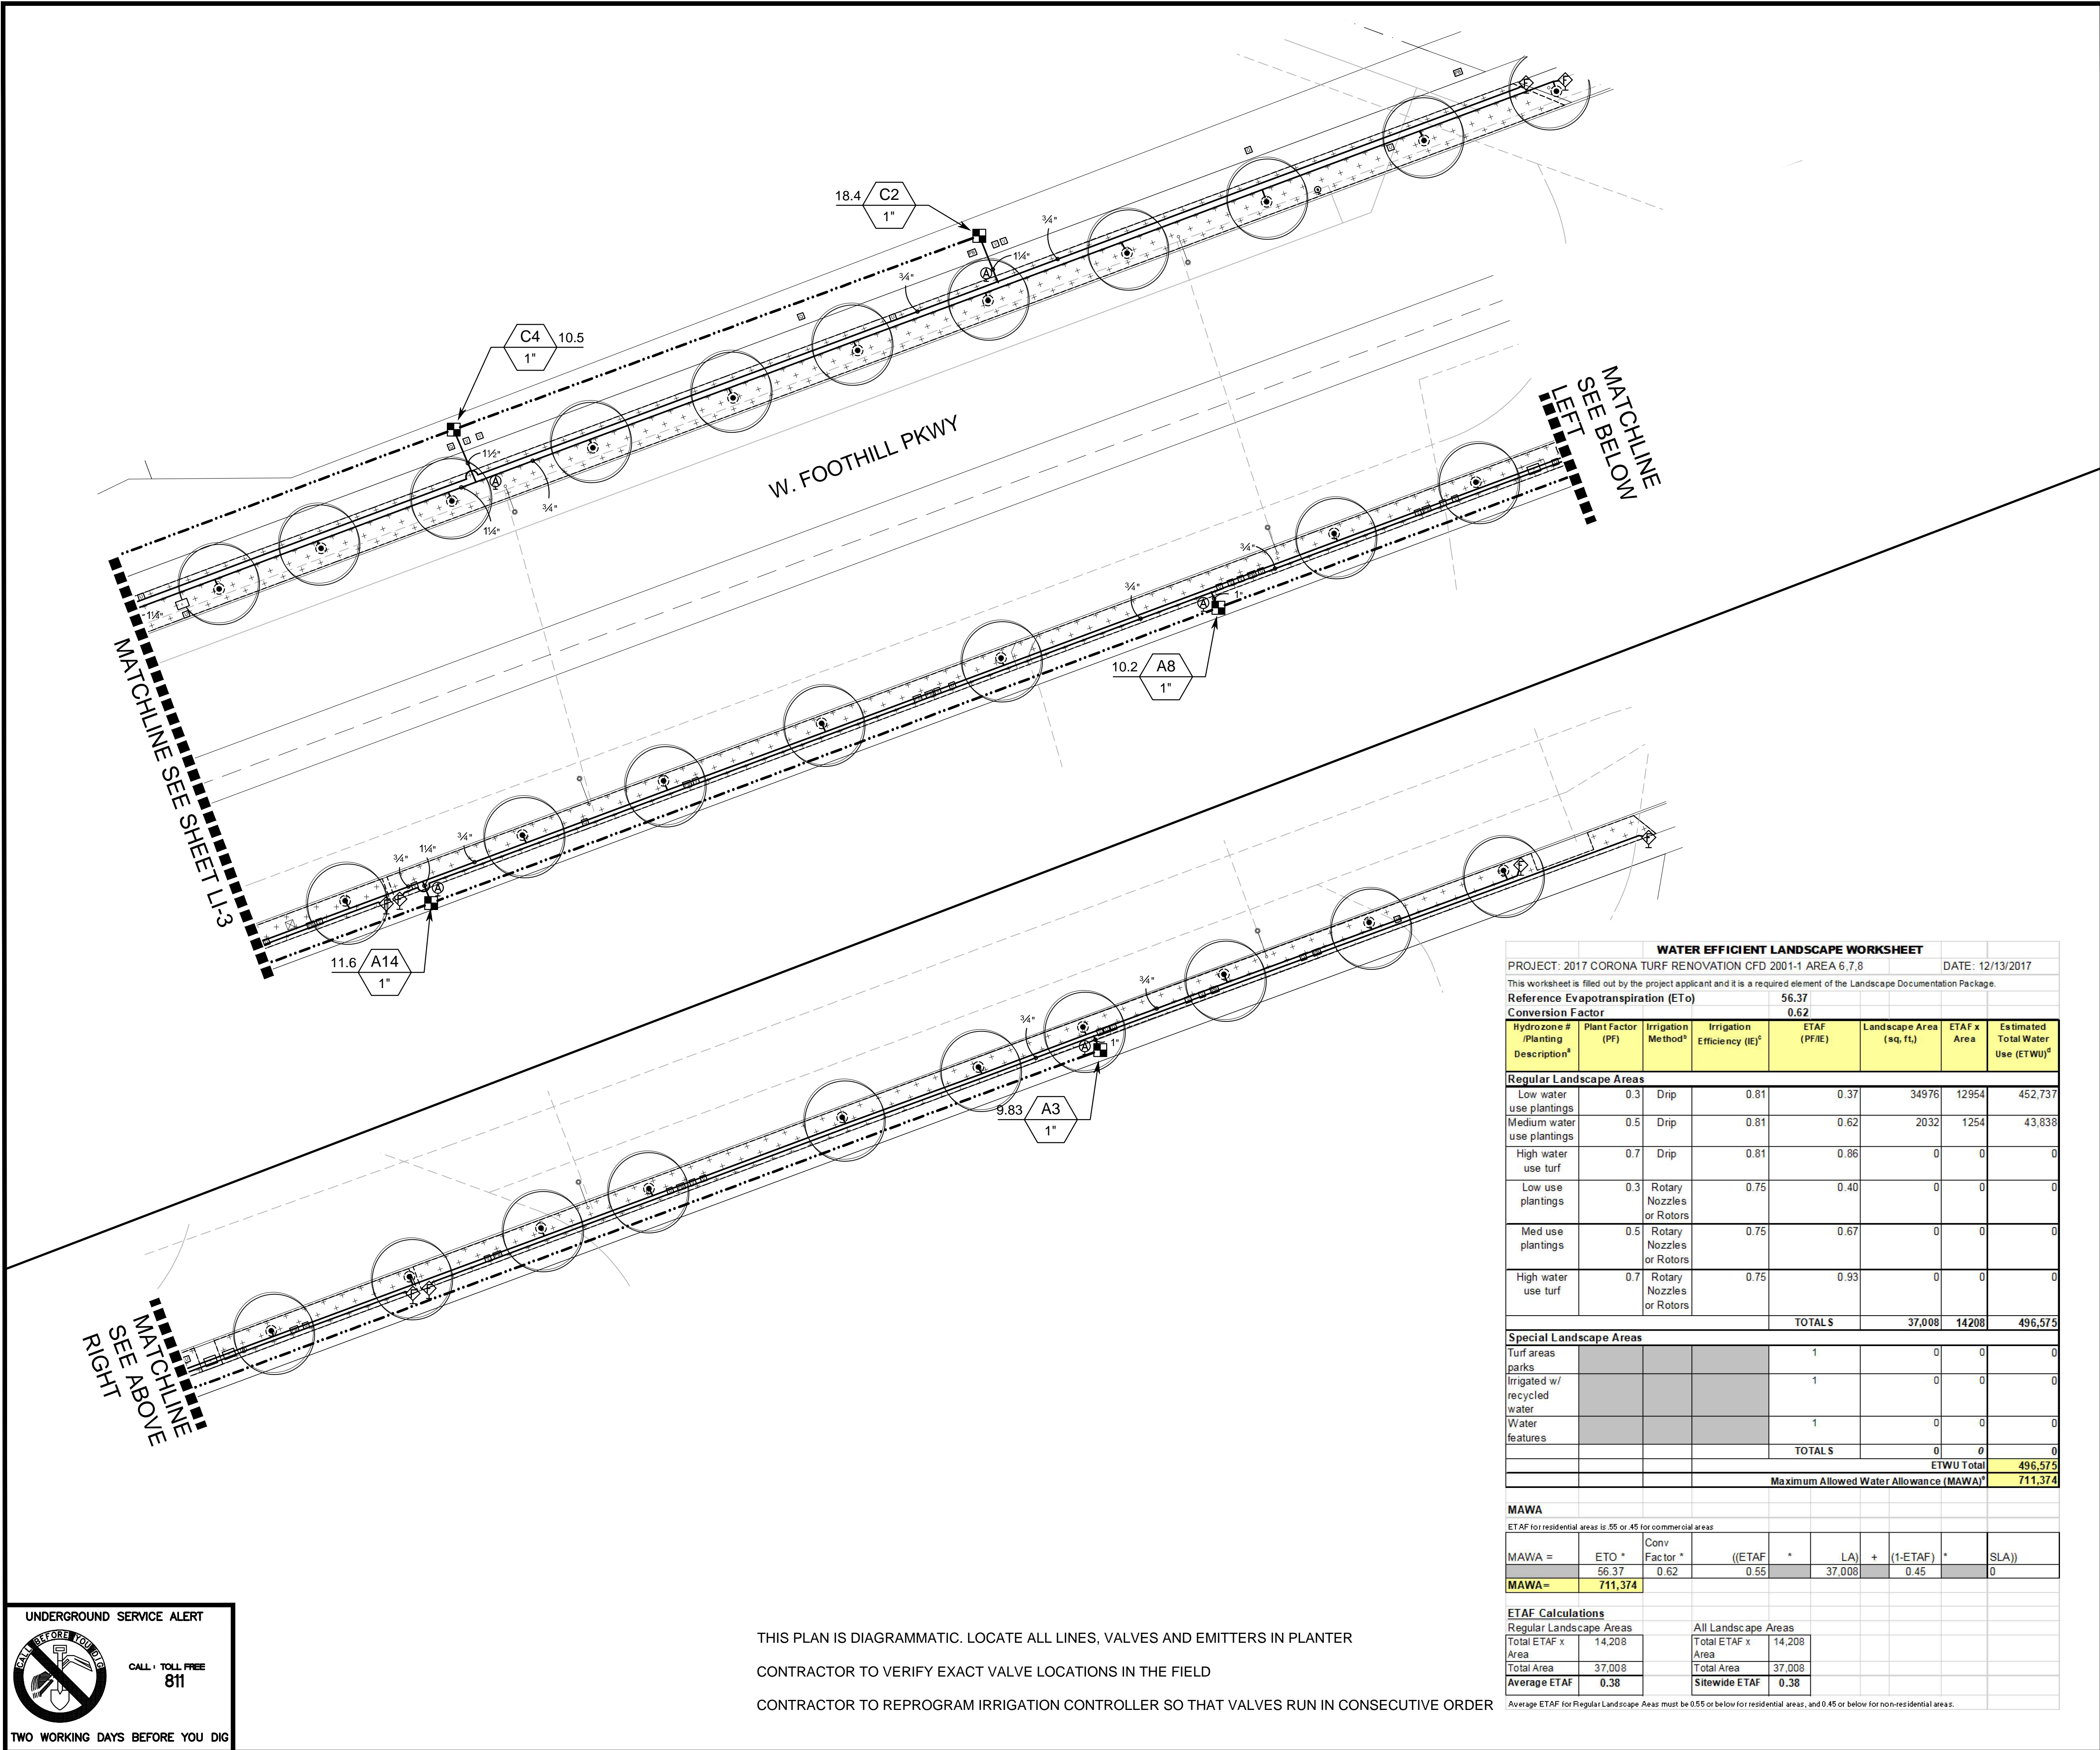 18.4
C2
1"
¾"
1¼"
¾"
C4
10.5
1"
1½"
¾"
1¼"
1¼"
W. FOOTHILL PKWY
MATCHLINE
SEE BELOW
LEFT
MATCHLINE SEE SHEET LI-3
¾"
¾"
1"
10.2
A8
1"
¾"
1¼"
¾"
11.6
A14
1"
¾"
¾"
1"
9.83
A3
1"
MATCHLINE
SEE ABOVE
RIGHT
WATER EFFICIENT LANDSCAPE WORKSHEET
PROJECT: 2017 CORONA TURF RENOVATION CFD 2001-1 AREA 6,7,8 DATE: 12/13/2017
This worksheet is filled out by the project applicant and it is a required element of the Landscape Documentation Package.
Reference Evapotranspiration (ETo) 56.37
Conversion Factor 0.62
Hydrozone # /Planting Description^a Plant Factor (PF) Irrigation Method^b Irrigation Efficiency (IE)^c ETAF (PF/IE) Landscape Area (sq, ft,) ETAF x Area Estimated Total Water Use (ETWU)^d
Regular Landscape Areas
Low water use plantings 0.3 Drip 0.81 0.37 34976 12954 452,737
Medium water use plantings 0.5 Drip 0.81 0.62 2032 1254 43,838
High water use turf 0.7 Drip 0.81 0.86 0 0 0
Low use plantings 0.3 Rotary Nozzles or Rotors 0.75 0.40 0 0 0
Med use plantings 0.5 Rotary Nozzles or Rotors 0.75 0.67 0 0 0
High water use turf 0.7 Rotary Nozzles or Rotors 0.75 0.93 0 0 0
TOTALS 37,008 14208 496,575
Special Landscape Areas
Turf areas parks 1 0 0 0
Irrigated w/ recycled water 1 0 0 0
Water features 1 0 0 0
TOTALS 0 0 0
ETWU Total 496,575
Maximum Allowed Water Allowance (MAWA)^e 711,374
MAWA
ETAF for residential areas is .55 or .45 for commercial areas
MAWA = ETO * Conv Factor * ((ETAF * LA) + (1-ETAF) * SLA))
56.37 0.62 0.55 37,008 0.45 0
MAWA= 711,374
ETAF Calculations
Regular Landscape Areas All Landscape Areas
Total ETAF x Area 14,208 Total ETAF x Area 14,208
Total Area 37,008 Total Area 37,008
Average ETAF 0.38 Sitewide ETAF 0.38
Average ETAF for Regular Landscape Aeas must be 0.55 or below for residential areas, and 0.45 or below for non-residential areas.
THIS PLAN IS DIAGRAMMATIC. LOCATE ALL LINES, VALVES AND EMITTERS IN PLANTER
CONTRACTOR TO VERIFY EXACT VALVE LOCATIONS IN THE FIELD
CONTRACTOR TO REPROGRAM IRRIGATION CONTROLLER SO THAT VALVES RUN IN CONSECUTIVE ORDER
UNDERGROUND SERVICE ALERT
CALL BEFORE YOU DIG
CALL: TOLL FREE
811
TWO WORKING DAYS BEFORE YOU DIG